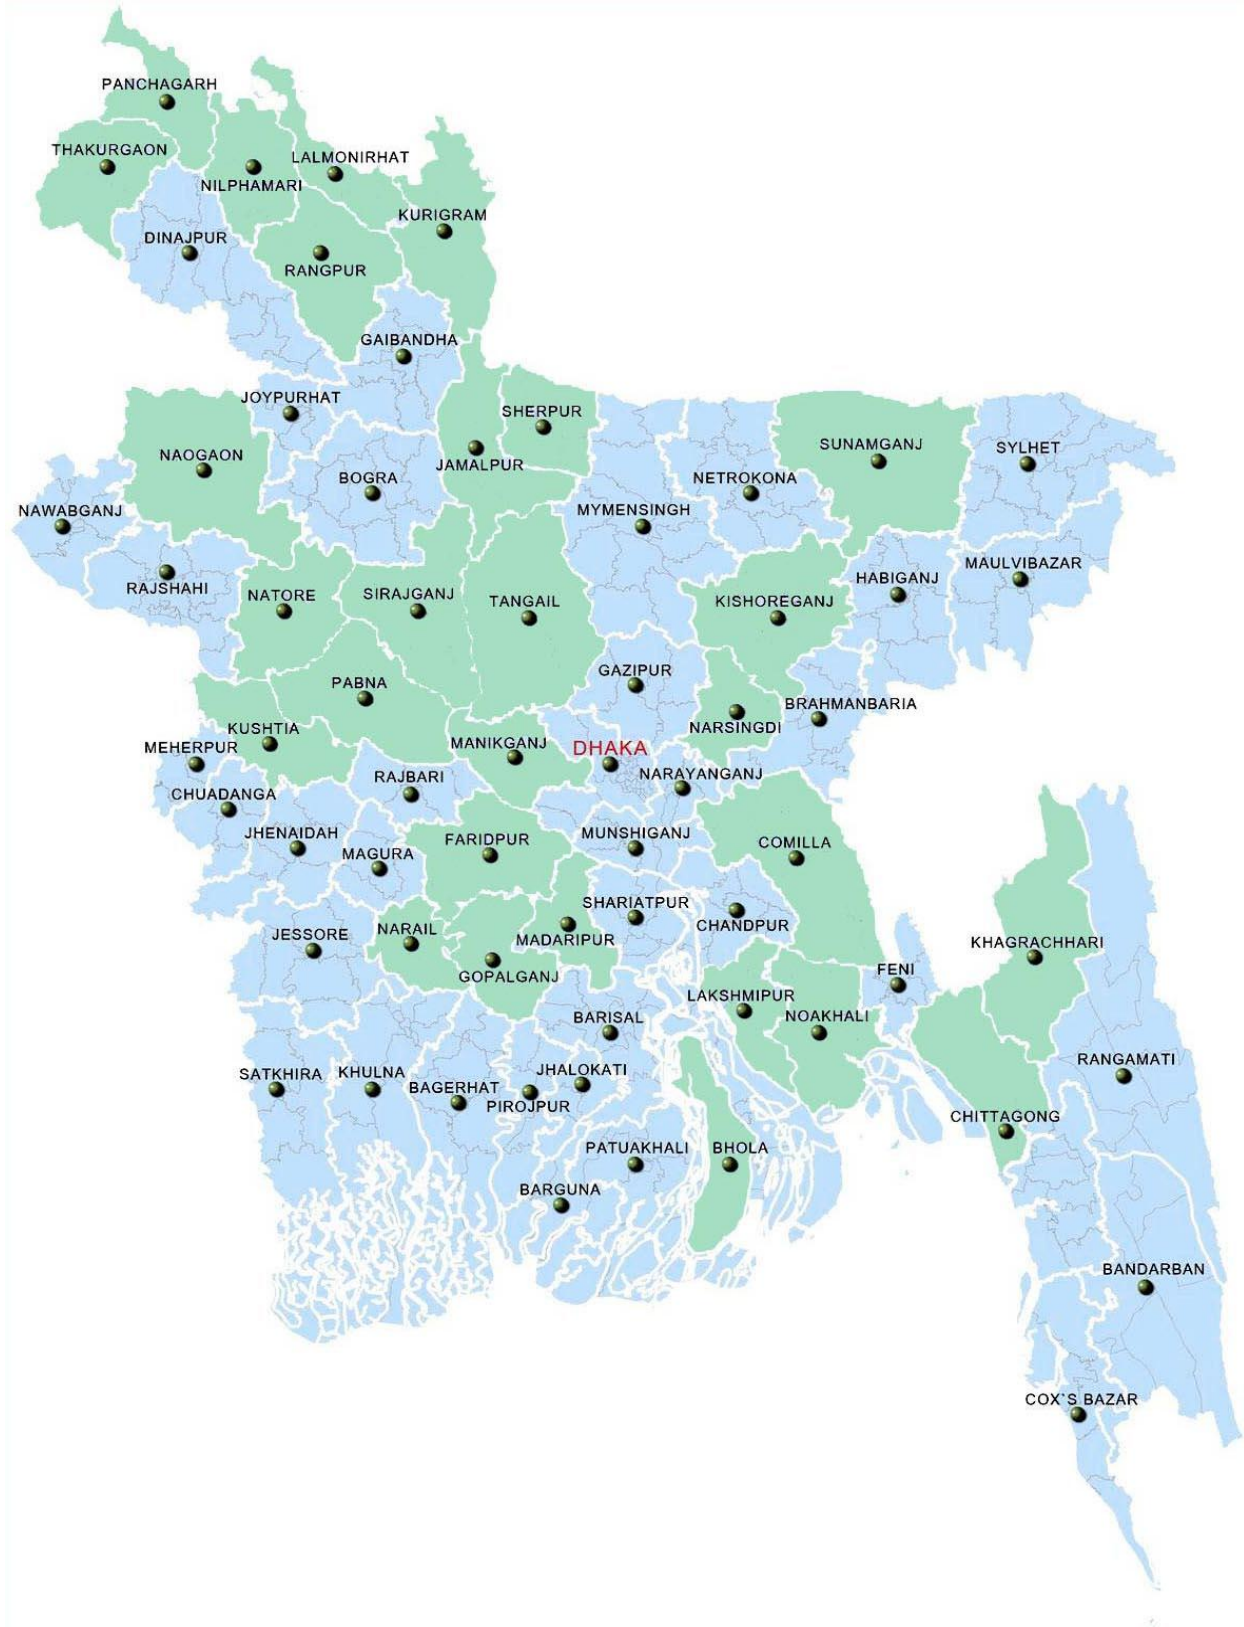 PANCHAGARH
THAKURGAON
LALMONIRHAT
NILPHAMARI
KURIGRAM
DINAJPUR
RANGPUR
GAIBANDHA
JOYPURHAT
SHERPUR
SUNAMGANJ
SYLHET
NAOGAON
JAMALPUR
BOGRA
NETROKONA
NAWABGANJ
MYMENSINGH
MAULVIBAZAR
HABIGANJ
RAJSHAHI
NATORE
SIRAJGANJ
TANGAIL
KISHOREGANJ
GAZIPUR
PABNA
BRAHMANBARIA
KUSHTIA
NARSINGDI
MEHERPUR
MANIKGANJ
DHAKA
RAJBARI
NARAYANGANJ
CHUADANGA
JHENAIDAH
MUNSHIGANJ
FARIDPUR
COMILLA
MAGURA
SHARIATPUR
CHANDPUR
NARAIL
JESSORE
MADARIPUR
KHAGRACHHARI
FENI
GOPALGANJ
LAKSHMIPUR
NOAKHALI
BARISAL
RANGAMATI
JHALOKATI
SATKHIRA
KHULNA
BAGERHAT
PIROJPUR
CHITTAGONG
PATUAKHALI
BHOLA
BARGUNA
BANDARBAN
COX'S BAZAR